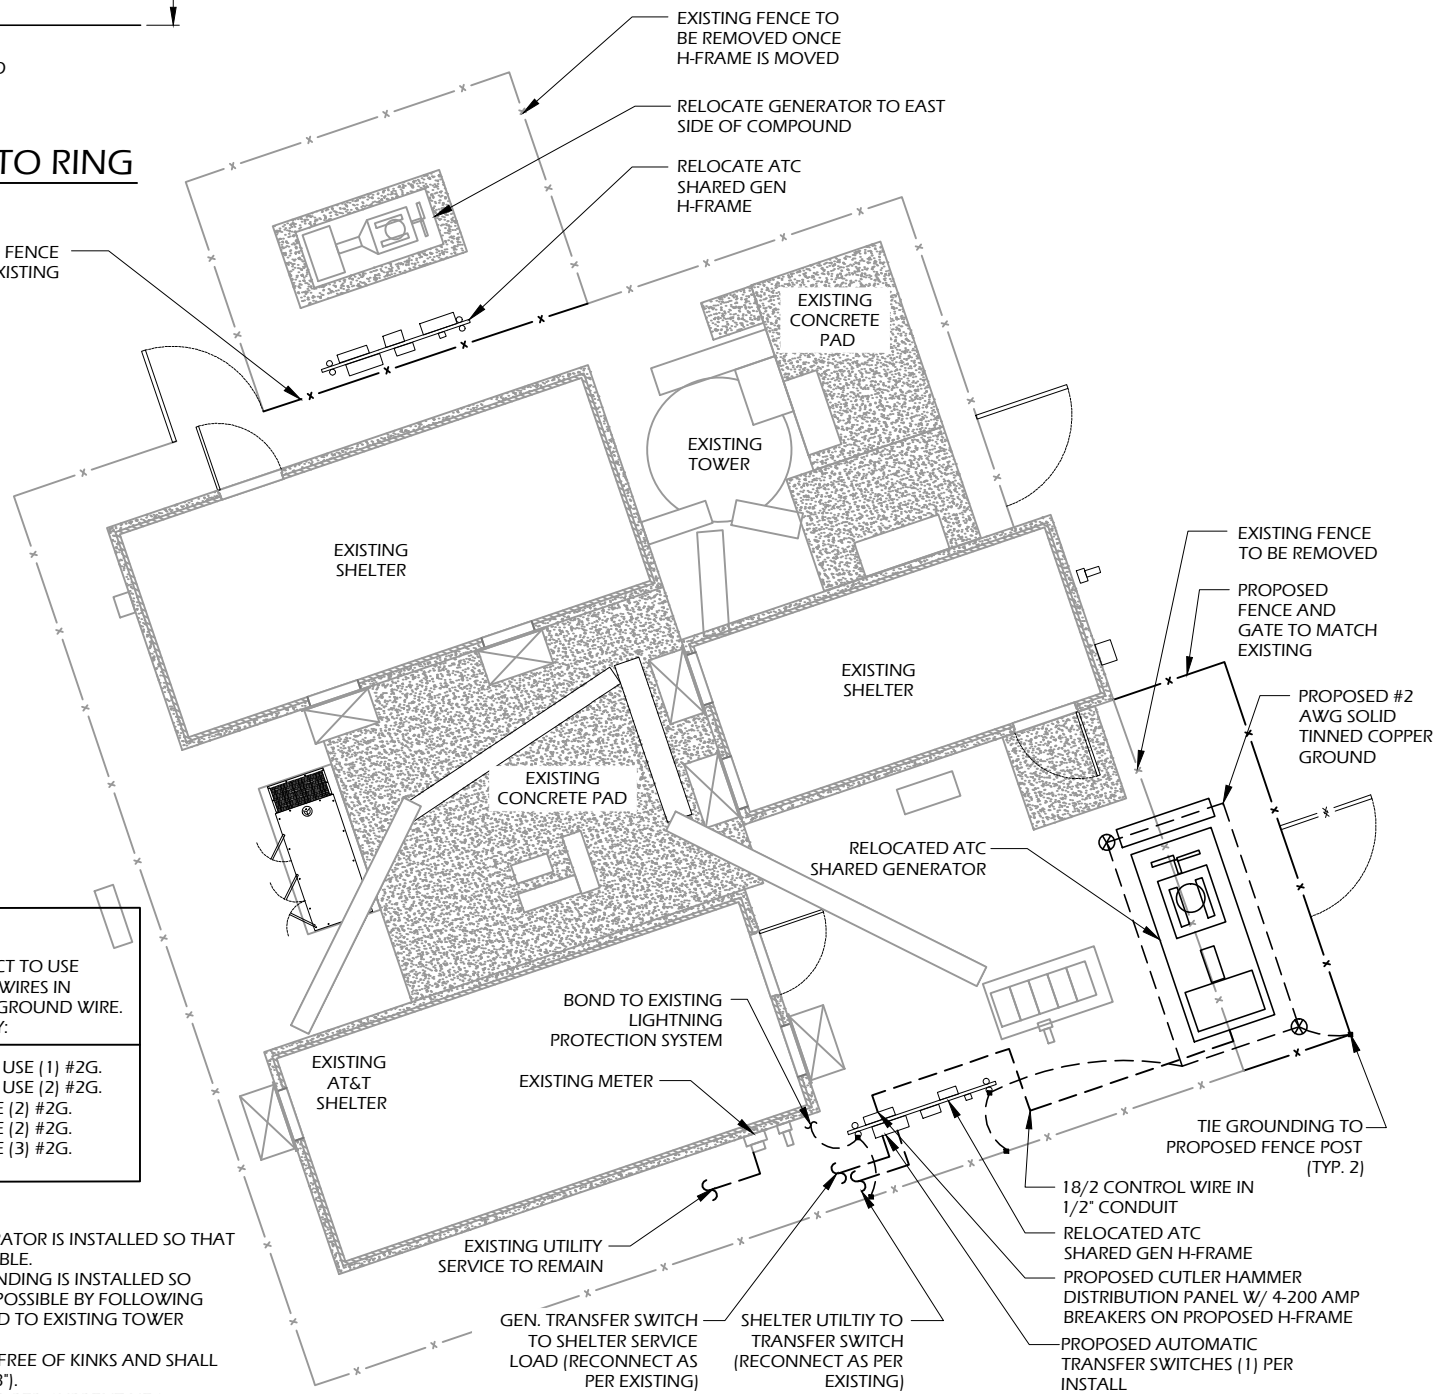 EXISTING FENCE TO
BE REMOVED ONCE
H-FRAME IS MOVED
RELOCATE GENERATOR TO EAST
SIDE OF COMPOUND
TO RING
RELOCATE ATC
SHARED GEN
H-FRAME
FENCE
EXISTING
EXISTING
CONCRETE
PAD
EXISTING
TOWER
EXISTING
SHELTER
EXISTING FENCE
TO BE REMOVED
PROPOSED
FENCE AND
GATE TO MATCH
EXISTING
EXISTING
SHELTER
PROPOSED #2
AWG SOLID
TINNED COPPER
GROUND
EXISTING
CONCRETE PAD
RELOCATED ATC
SHARED GENERATOR
CT TO USE
WIRES IN
GROUND WIRE.
Y:
USE (1) #2G.
USE (2) #2G.
E (2) #2G.
E (2) #2G.
E (3) #2G.
BOND TO EXISTING
LIGHTNING
PROTECTION SYSTEM
EXISTING
AT&T
SHELTER
EXISTING METER
TIE GROUNDING TO
PROPOSED FENCE POST
(TYP. 2)
18/2 CONTROL WIRE IN
1/2" CONDUIT
RELOCATED ATC
SHARED GEN H-FRAME
PROPOSED CUTLER HAMMER
DISTRIBUTION PANEL W/ 4-200 AMP
BREAKERS ON PROPOSED H-FRAME
PROPOSED AUTOMATIC
TRANSFER SWITCHES (1) PER
INSTALL
EXISTING UTILITY
SERVICE TO REMAIN
GEN. TRANSFER SWITCH
TO SHELTER SERVICE
LOAD (RECONNECT AS
PER EXISTING)
SHELTER UTILTIY TO
TRANSFER SWITCH
(RECONNECT AS PER
EXISTING)
RATOR IS INSTALLED SO THAT
BLE.
NDING IS INSTALLED SO
POSSIBLE BY FOLLOWING
D TO EXISTING TOWER
FREE OF KINKS AND SHALL
8").